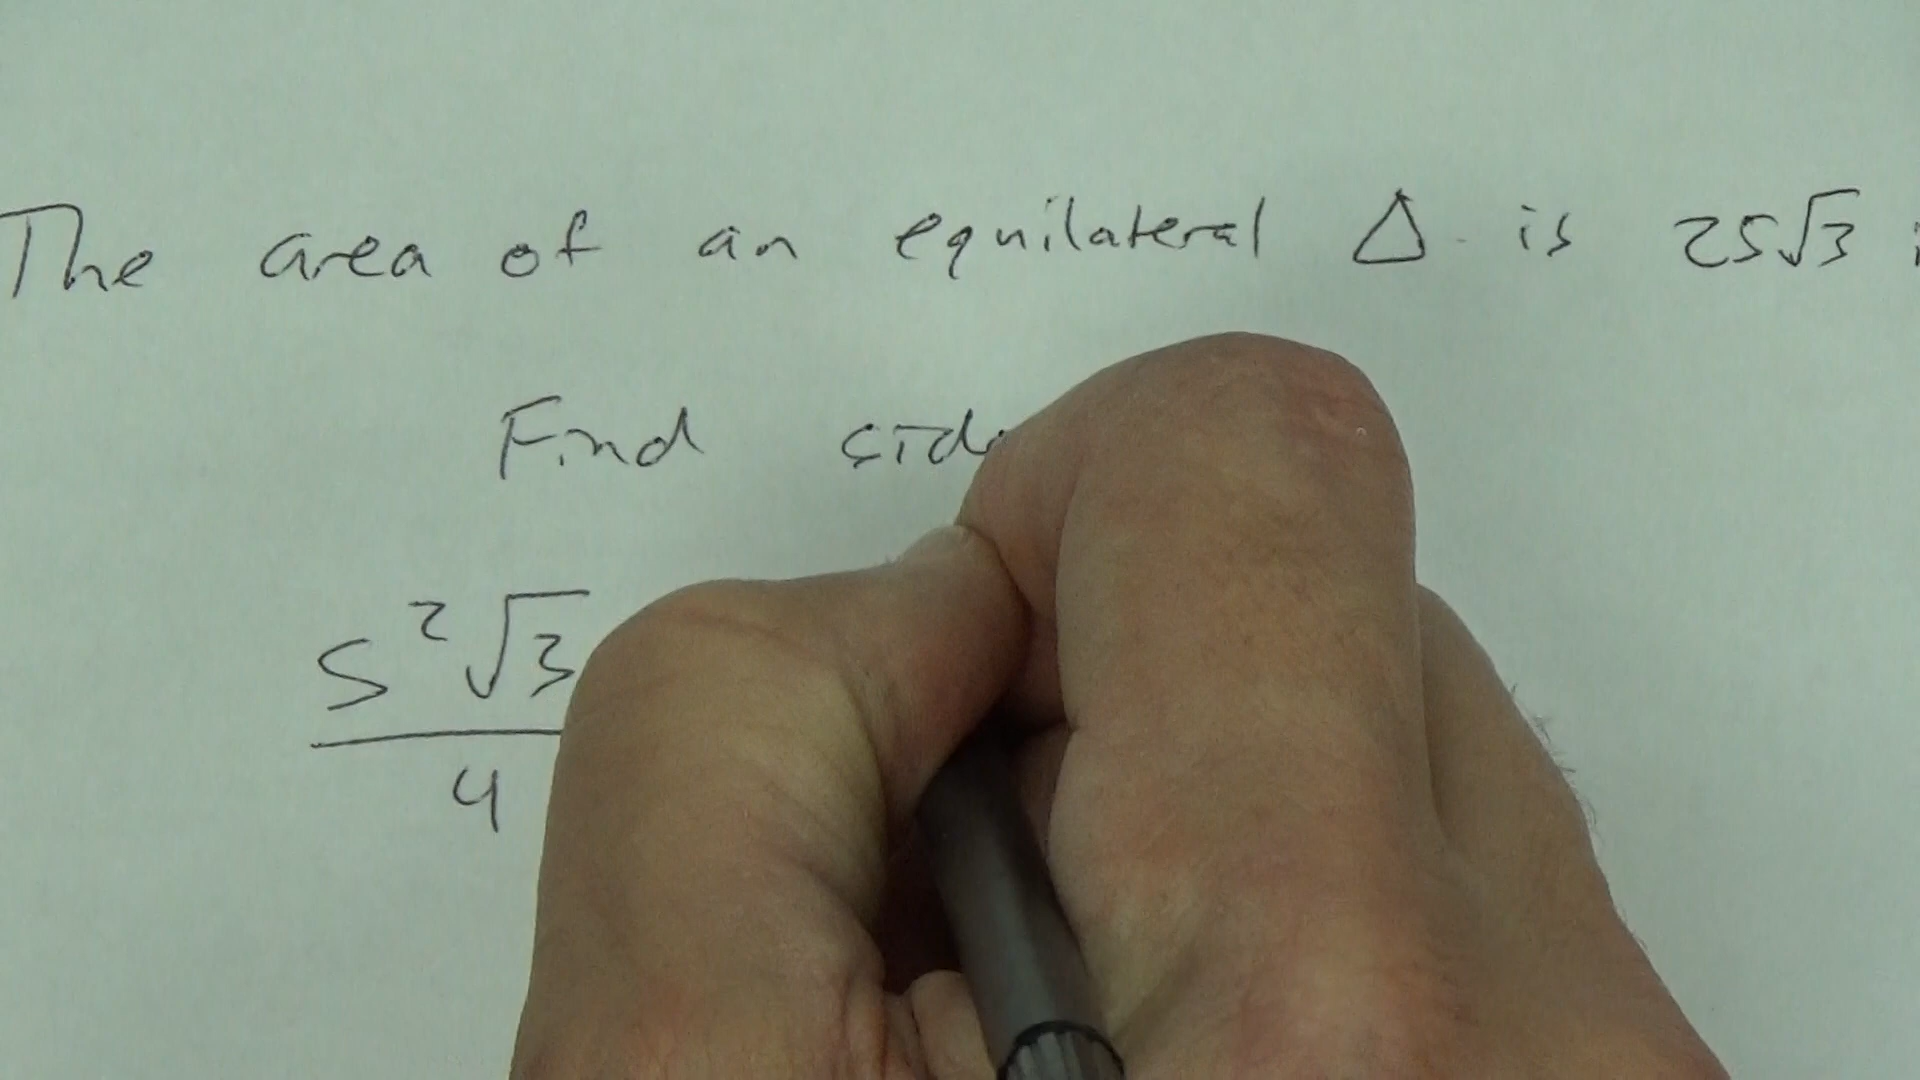 The area of an equilateral Δ is 25√3
Find
s²√3
4